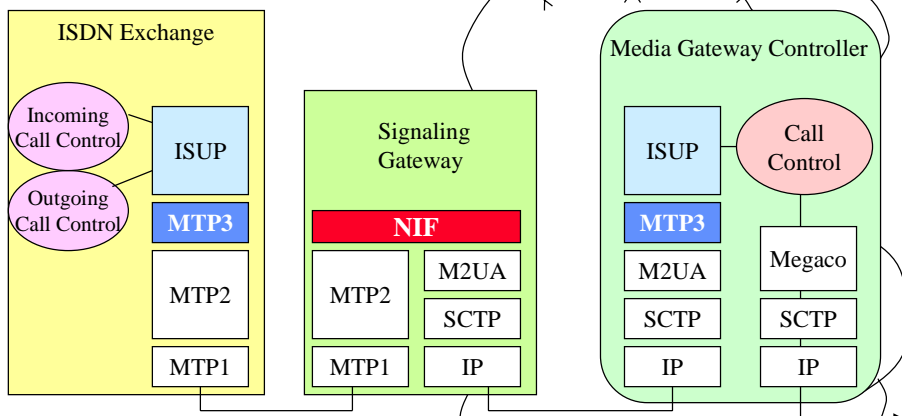 ISDN Exchange
Incoming
Call Control
ISUP
Outgoing
Call Control
MTP3
MTP2
MTP1
Signaling
Gateway
NIF
MTP2
M2UA
SCTP
MTP1
IP
Media Gateway Controller
ISUP
Call
Control
MTP3
M2UA
Megaco
SCTP
SCTP
IP
IP